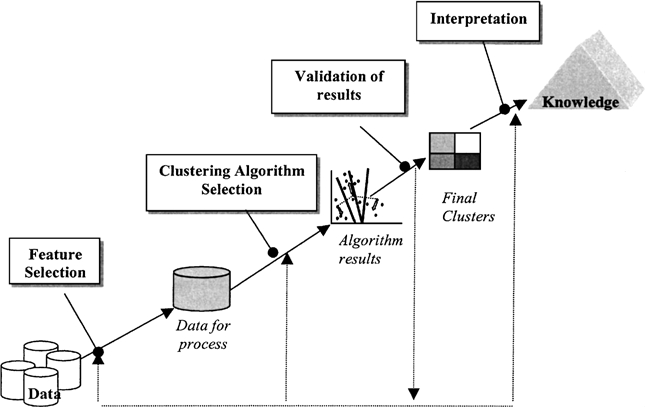 Interpretation
Knowledge
Validation of
results
Final
Clusters
Clustering Algorithm
Selection
Algorithm
results
Feature
Selection
Data for
process
Data